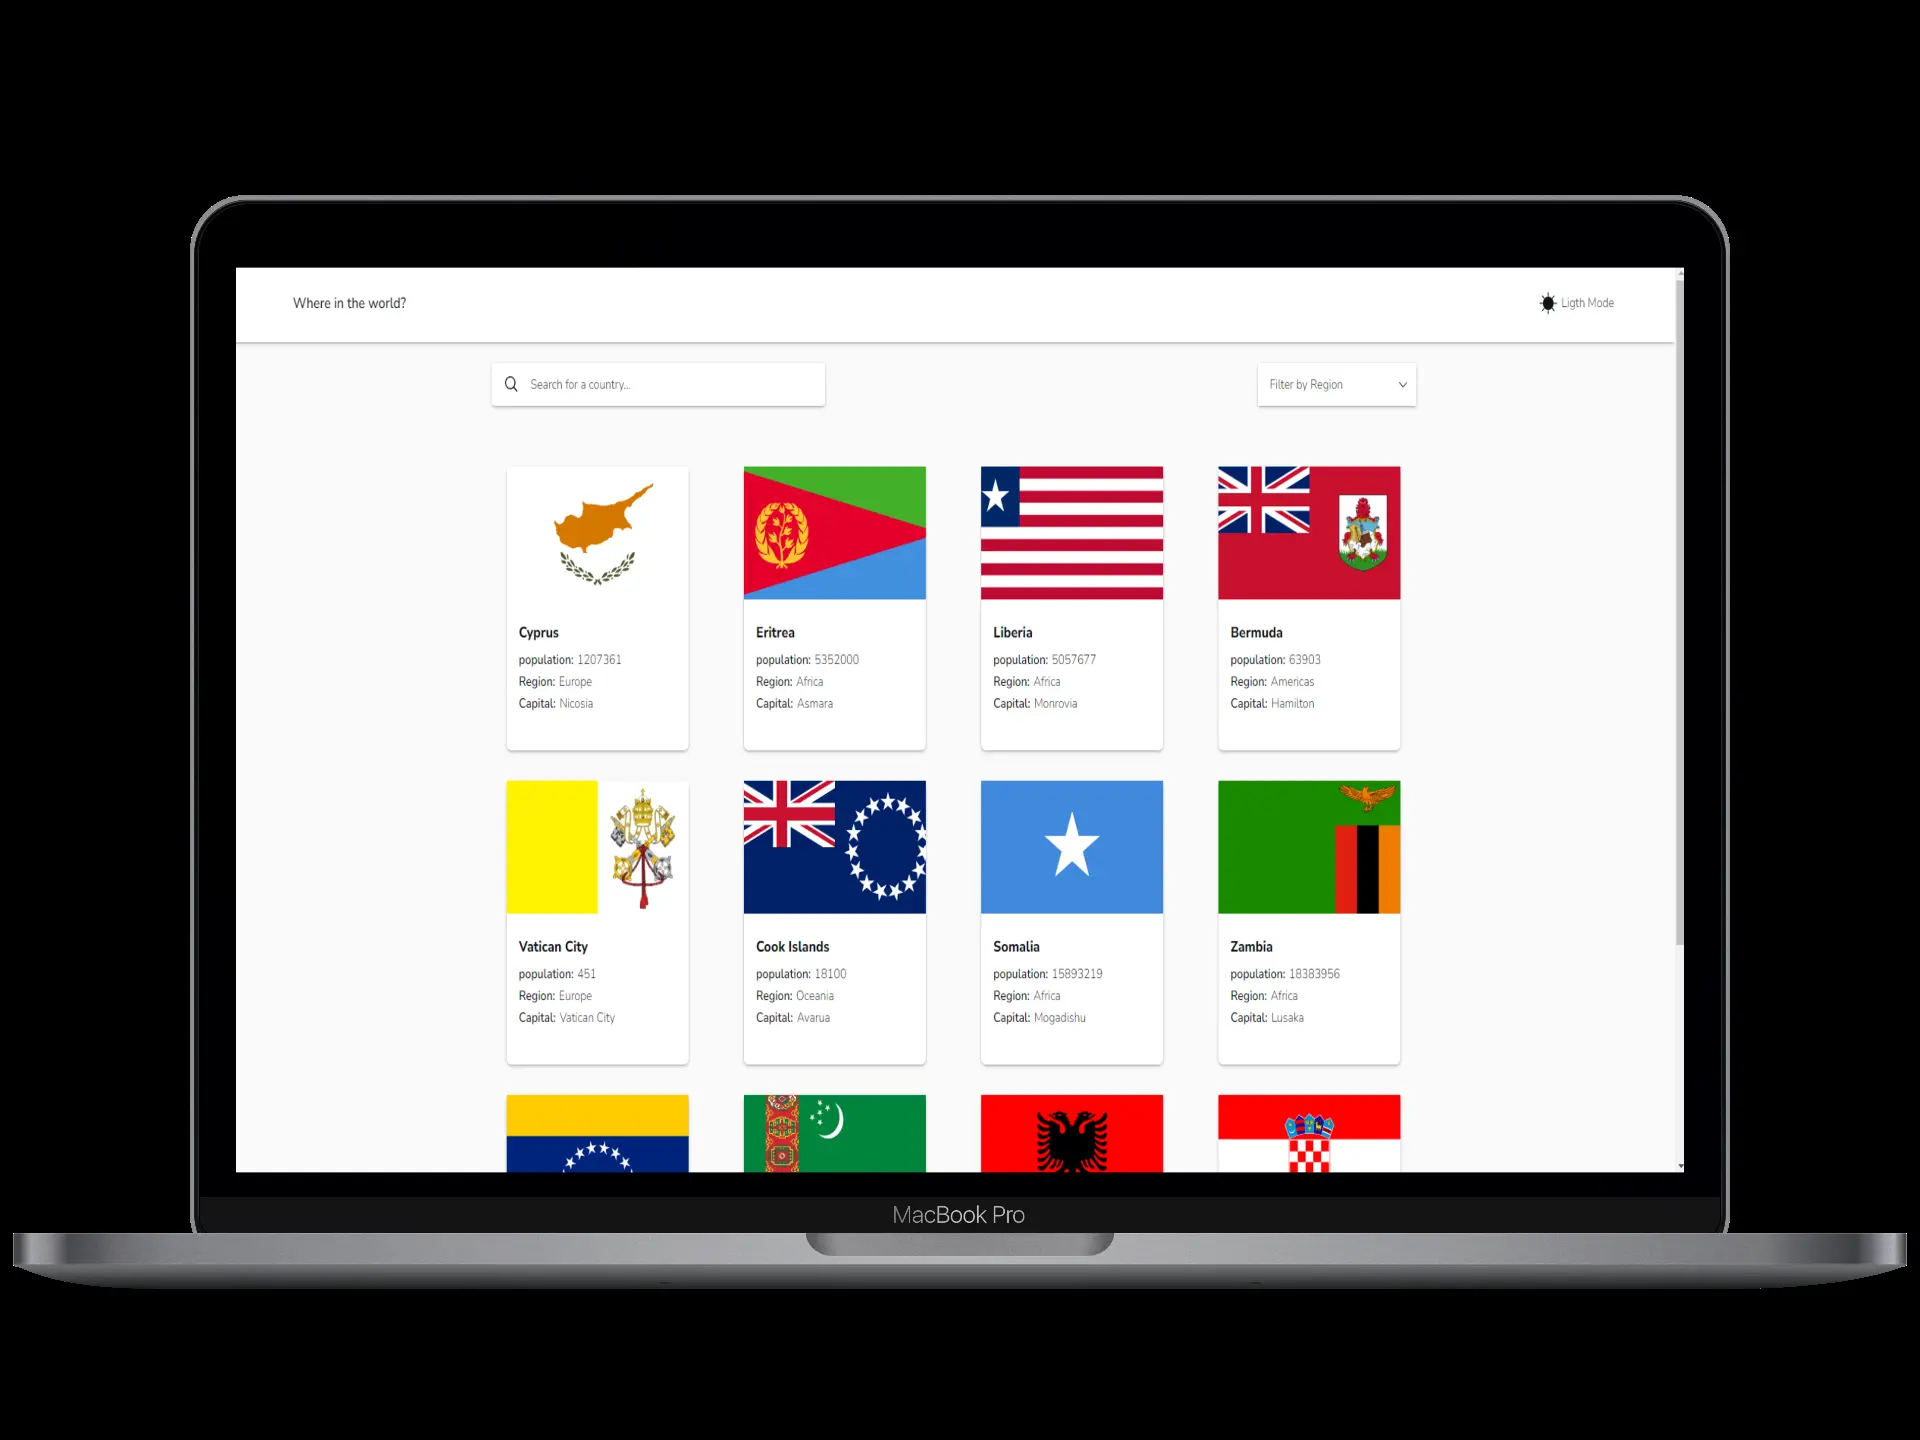 Where in the world?
Ligth Mode
Search for a country...
Filter by Region
Cyprus
population: 1207361
Region: Europe
Capital: Nicosia
Eritrea
population: 5352000
Region: Africa
Capital: Asmara
Liberia
population: 5057677
Region: Africa
Capital: Monrovia
Bermuda
population: 63903
Region: Americas
Capital: Hamilton
Vatican City
population: 451
Region: Europe
Capital: Vatican City
Cook Islands
population: 18100
Region: Oceania
Capital: Avarua
Somalia
population: 15893219
Region: Africa
Capital: Mogadishu
Zambia
population: 18383956
Region: Africa
Capital: Lusaka
MacBook Pro